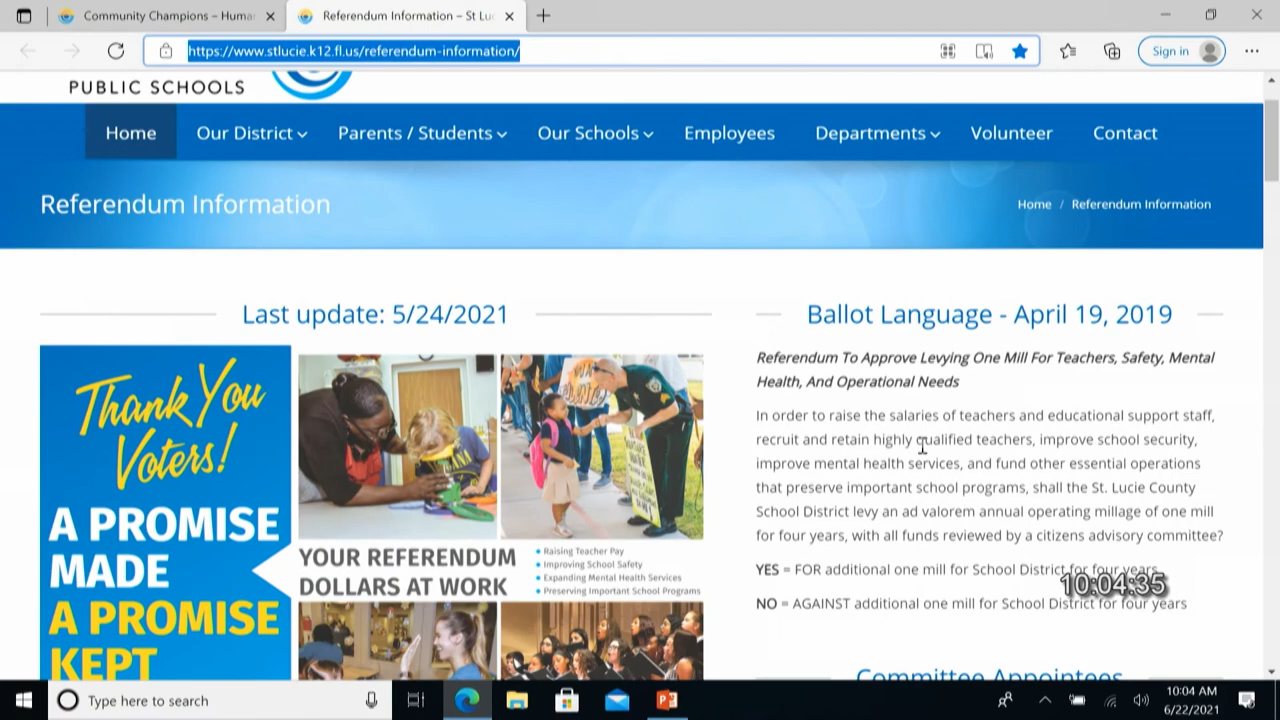 Community Champions – Huma
Referendum Information – St Lu
https://www.stlucie.k12.fl.us/referendum-information/
Sign in
PUBLIC SCHOOLS
Home
Our District
Parents / Students
Our Schools
Employees
Departments
Volunteer
Contact
Referendum Information
Home / Referendum Information
Last update: 5/24/2021
Thank You
Voters!
A PROMISE
MADE
A PROMISE
KEPT
YOUR REFERENDUM
DOLLARS AT WORK
Raising Teacher Pay
Improving School Safety
Expanding Mental Health Services
Preserving Important School Programs
Ballot Language - April 19, 2019
Referendum To Approve Levying One Mill For Teachers, Safety, Mental
Health, And Operational Needs
In order to raise the salaries of teachers and educational support staff,
recruit and retain highly qualified teachers, improve school security,
improve mental health services, and fund other essential operations
that preserve important school programs, shall the St. Lucie County
School District levy an ad valorem annual operating millage of one mill
for four years, with all funds reviewed by a citizens advisory committee?
YES = FOR additional one mill for School District for four years
10:04:35
NO = AGAINST additional one mill for School District for four years
Committee Appointees
Type here to search
10:04 AM
6/22/2021